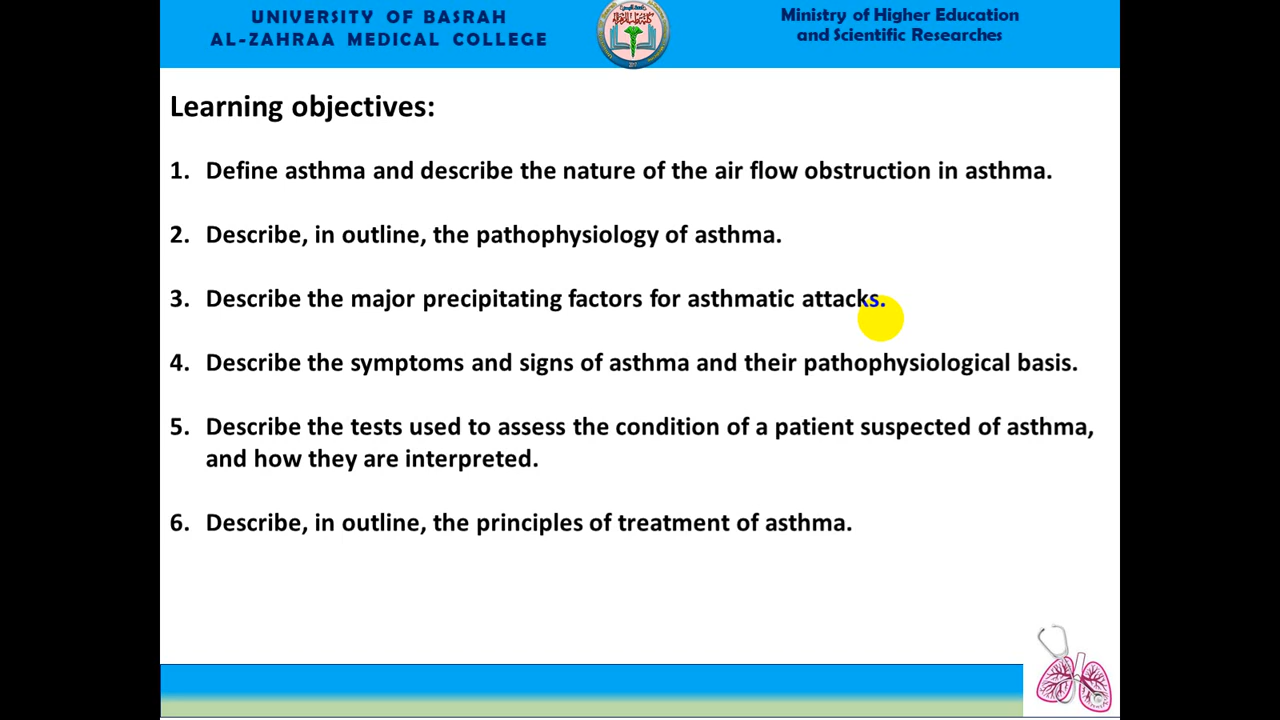 UNIVERSITY OF BASRAH
AL-ZAHRAA MEDICAL COLLEGE
Ministry of Higher Education
and Scientific Researches
Learning objectives:
1. Define asthma and describe the nature of the air flow obstruction in asthma.
2. Describe, in outline, the pathophysiology of asthma.
3. Describe the major precipitating factors for asthmatic attacks.
4. Describe the symptoms and signs of asthma and their pathophysiological basis.
5. Describe the tests used to assess the condition of a patient suspected of asthma,
and how they are interpreted.
6. Describe, in outline, the principles of treatment of asthma.